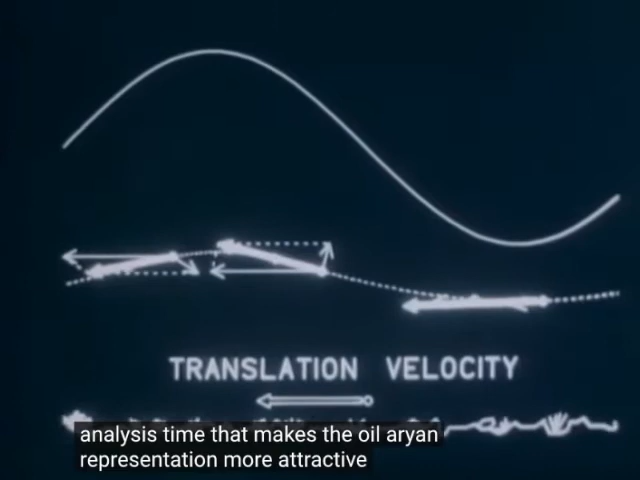 TRANSLATION VELOCITY
analysis time that makes the oil aryan
representation more attractive